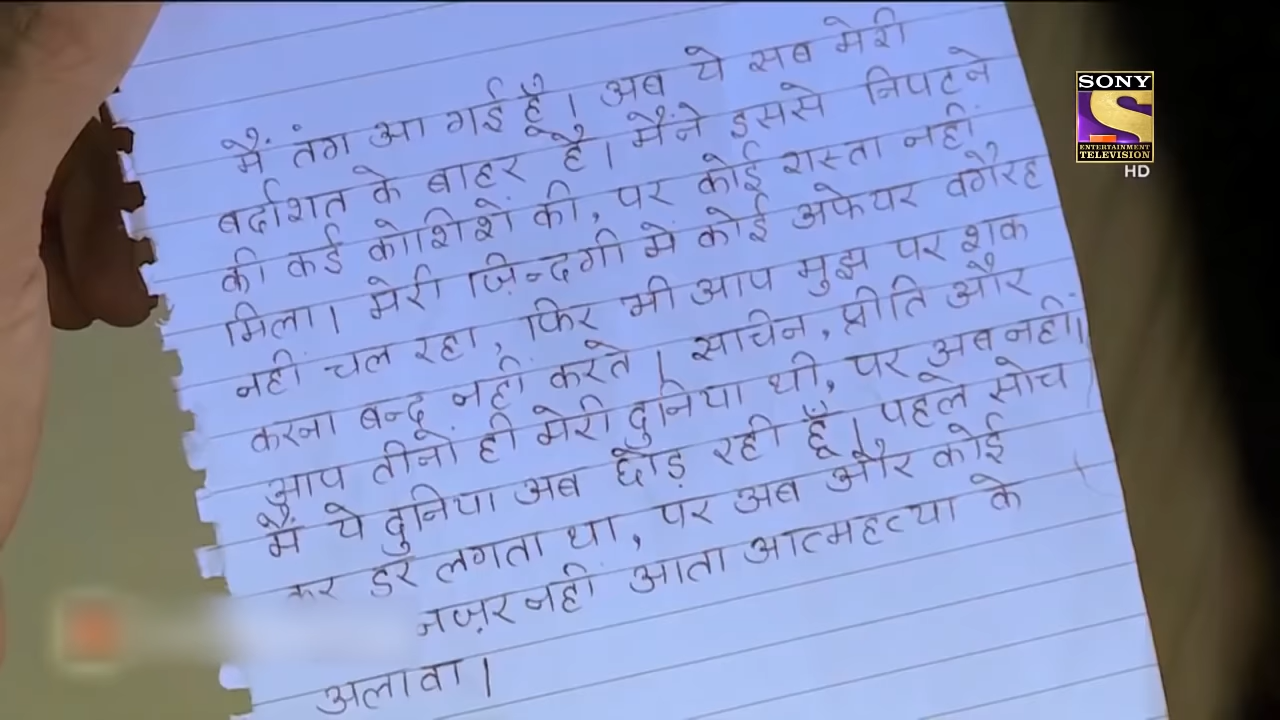 मैं तंग आ गई हूँ। अब ये सब मेरी
बर्दाशत के बाहर है। मैंने इससे निपटने
की कई कोशिशें की, पर कोई रास्ता नहीं
मिला। मेरी ज़िन्दगी में कोई अफेयर वगैरह
नहीं चल रहा, फिर भी आप मुझ पर शक
करना बन्द नहीं करते। सचिन, प्रीति और
आप तीनों ही मेरी दुनिया थी, पर अब नहीं।
मैं ये दुनिया अब छोड़ रही हूँ। पहले सोच
कर डर लगता था, पर अब और कोई
नज़र नहीं आता आत्महत्या के
अलावा।
SONY
ENTERTAINMENT
TELEVISION
HD